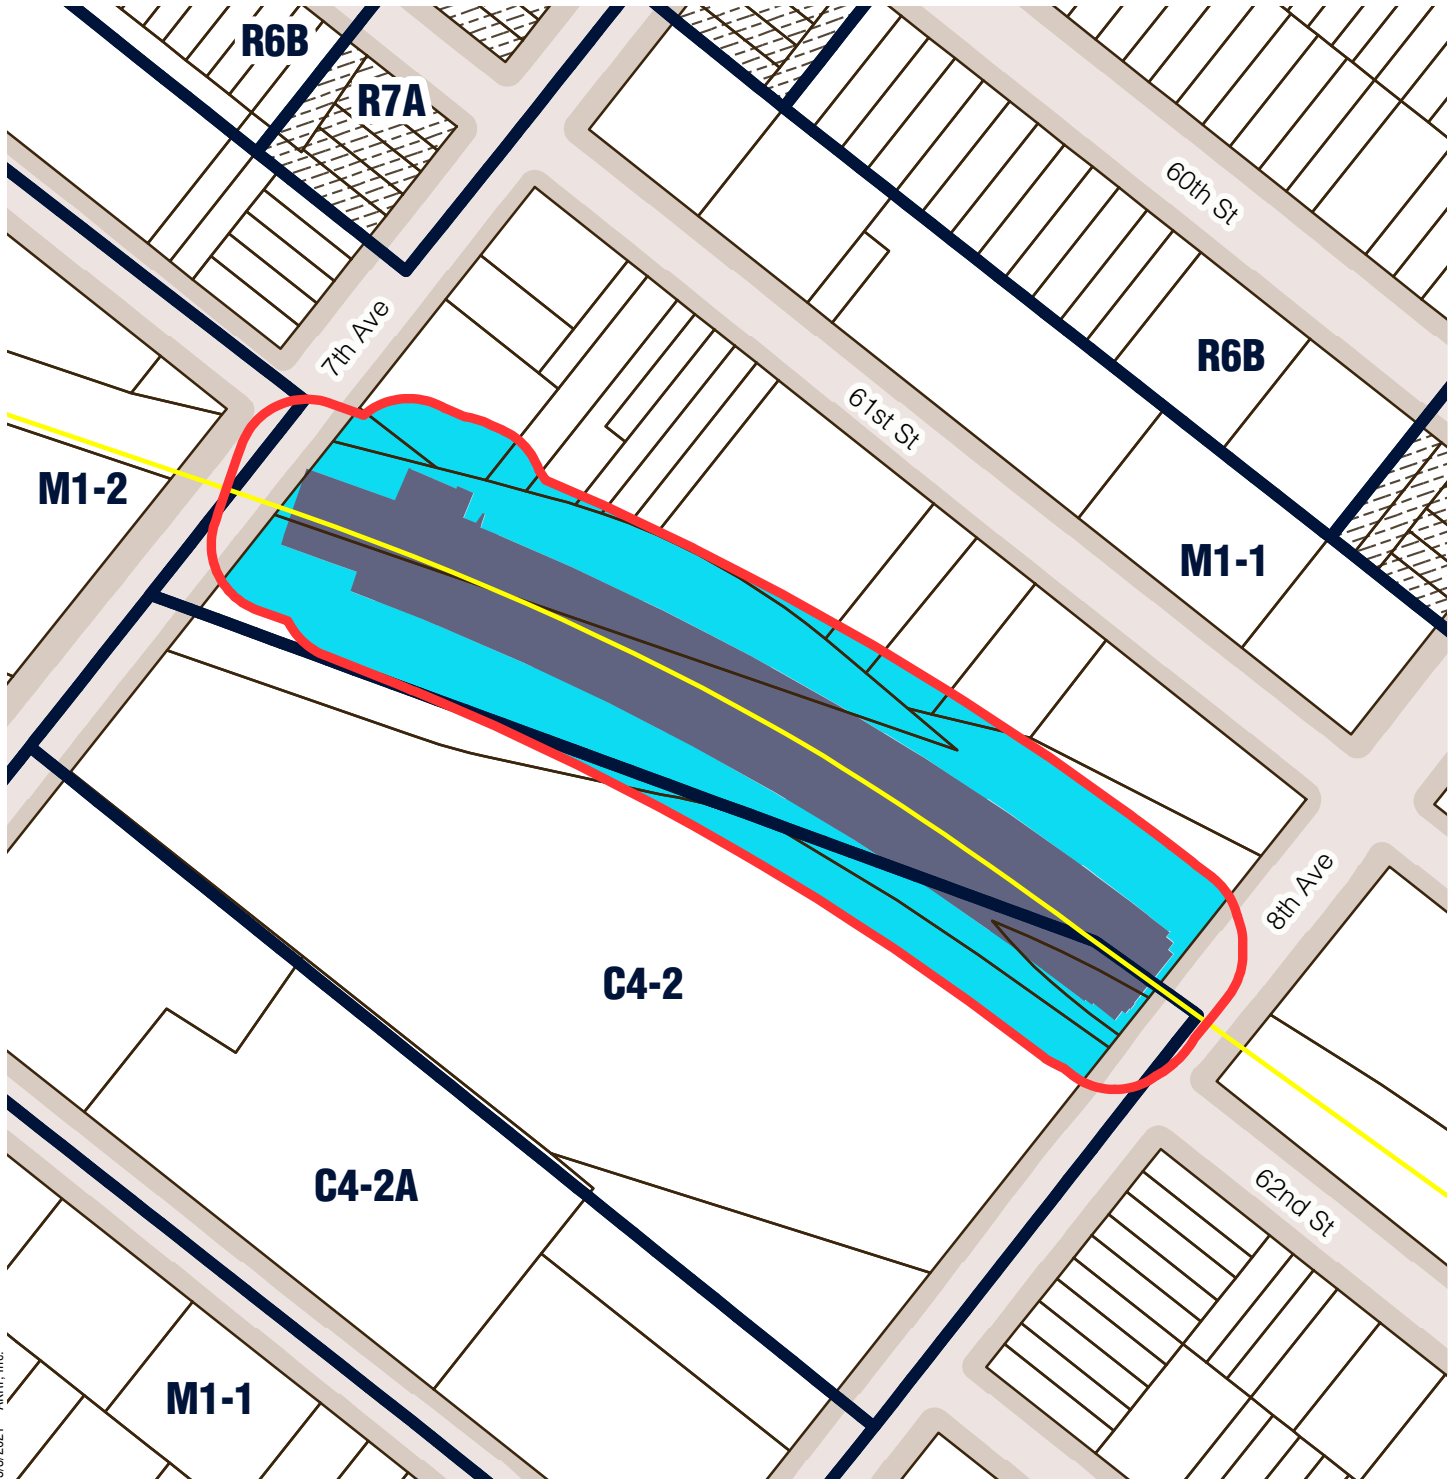 R6B
R7A
60th St
7th Ave
R6B
61st St
M1-2
M1-1
8th Ave
C4-2
C4-2A
62nd St
M1-1